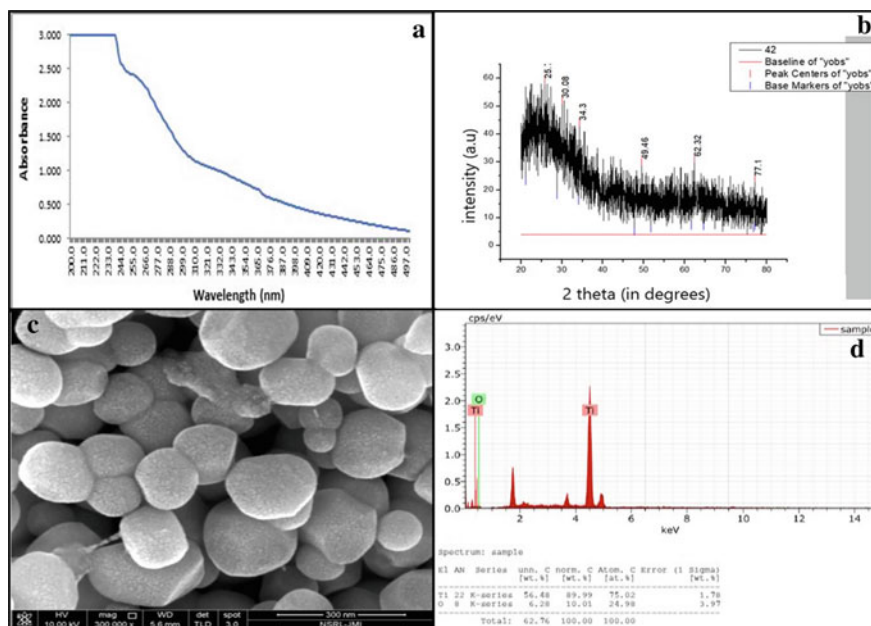 a
3.000
2.500
2.000
1.500
1.000
0.500
0.000
Absorbance
200.0 211.0 222.0 233.0 244.0 255.0 266.0 277.0 288.0 299.0 310.0 321.0 332.0 343.0 354.0 365.0 376.0 387.0 398.0 409.0 420.0 431.0 442.0 453.0 464.0 475.0 486.0 497.0
Wavelength (nm)
b
42
Baseline of "yobs"
Peak Centers of "yobs"
Base Markers of "yobs"
60
50
40
30
20
10
0
intensity (a.u)
30.08
34.3
49.46
62.32
77.1
20 30 40 50 60 70 80
2 theta (in degrees)
c
HV mag WD det spot
10.00 kV 300 000 x 5.6 mm TLD 3.0
300 nm
d
cps/eV
sample
3.0
2.5
2.0
1.5
1.0
0.5
0.0
O
Ti
Ti
2 4 6 8 10 12 14
keV
Spectrum: sample
El AN Series unn. C norm. C Atom. C Error (1 Sigma)
[wt.%] [wt.%] [at.%] [wt.%]
Ti 22 K-series 56.48 89.99 75.02 1.78
O 8 K-series 6.28 10.01 24.98 3.97
Total: 62.76 100.00 100.00